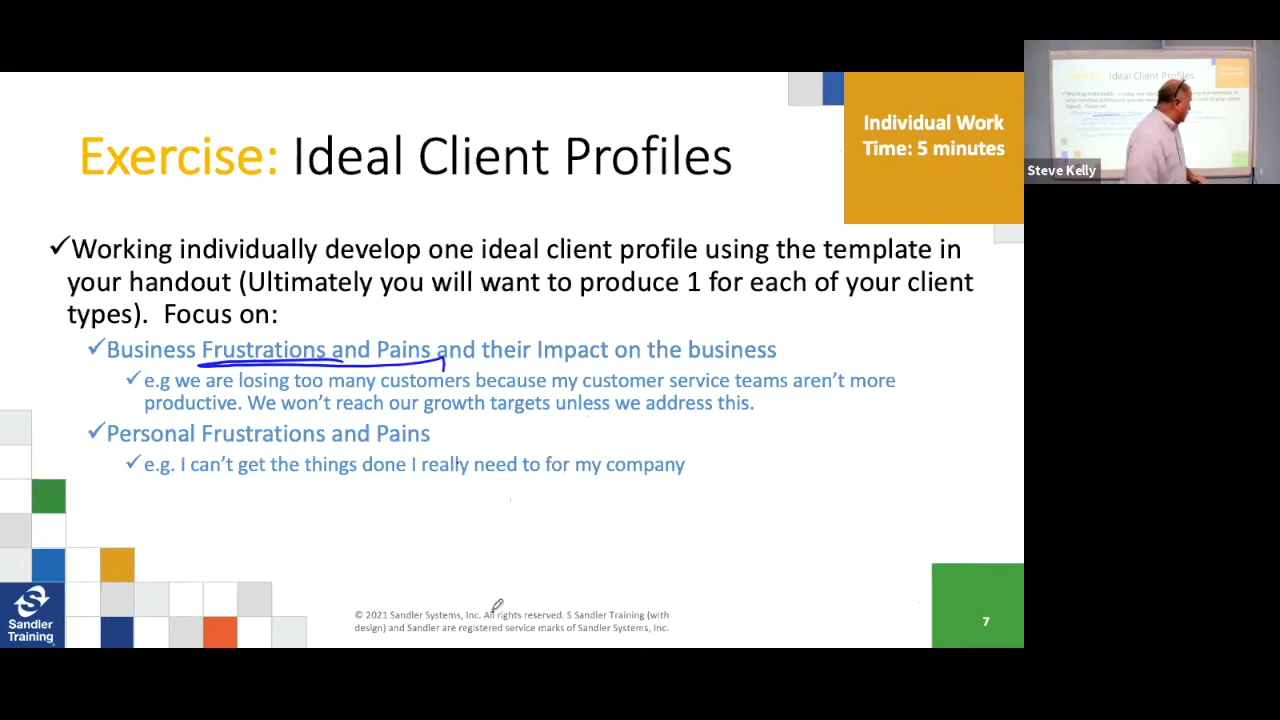 Exercise: Ideal Client Profiles
Individual Work
Time: 5 minutes
✓Working individually develop one ideal client profile using the template in
your handout (Ultimately you will want to produce 1 for each of your client
types). Focus on:
✓Business Frustrations and Pains and their Impact on the business
✓e.g we are losing too many customers because my customer service teams aren't more
productive. We won't reach our growth targets unless we address this.
✓Personal Frustrations and Pains
✓e.g. I can't get the things done I really need to for my company
Sandler
Training
© 2021 Sandler Systems, Inc. All rights reserved. S Sandler Training (with
design) and Sandler are registered service marks of Sandler Systems, Inc.
7
Ideal Client Profiles
Steve Kelly